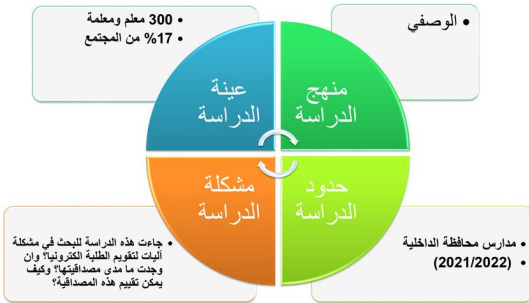 • الوصفي
منهج
الدراسة
• 300 معلم ومعلمة
• 17% من المجتمع
عينة
الدراسة
حدود
الدراسة
• مدارس محافظة الداخلية
• (2021/2022)
مشكلة
الدراسة
• جاءت هذه الدراسة للبحث في مشكلة
آليات لتقويم الطلبة الكترونيا؟ وان
وجدت ما مدى مصداقيتها؟ وكيف
يمكن تقييم هذه المصداقية؟